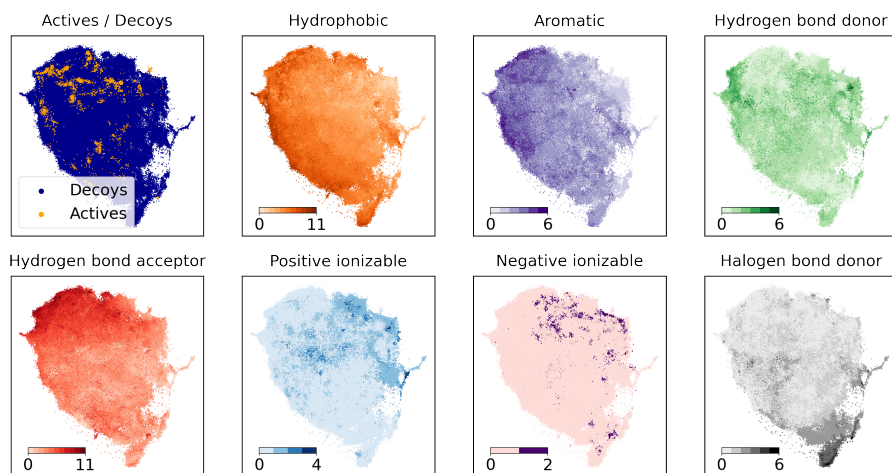 Actives / Decoys
Hydrophobic
Aromatic
Hydrogen bond donor
Decoys
Actives
0 11
0 6
0 6
Hydrogen bond acceptor
Positive ionizable
Negative ionizable
Halogen bond donor
0 11
0 4
0 2
0 6